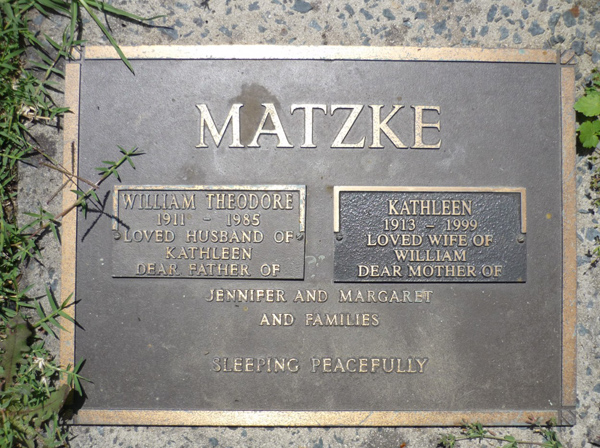 MATZKE
WILLIAM THEODORE
1911 - 1985
LOVED HUSBAND OF
KATHLEEN
DEAR FATHER OF
KATHLEEN
1913 - 1999
LOVED WIFE OF
WILLIAM
DEAR MOTHER OF
JENNIFER AND MARGARET
AND FAMILIES
SLEEPING PEACEFULLY